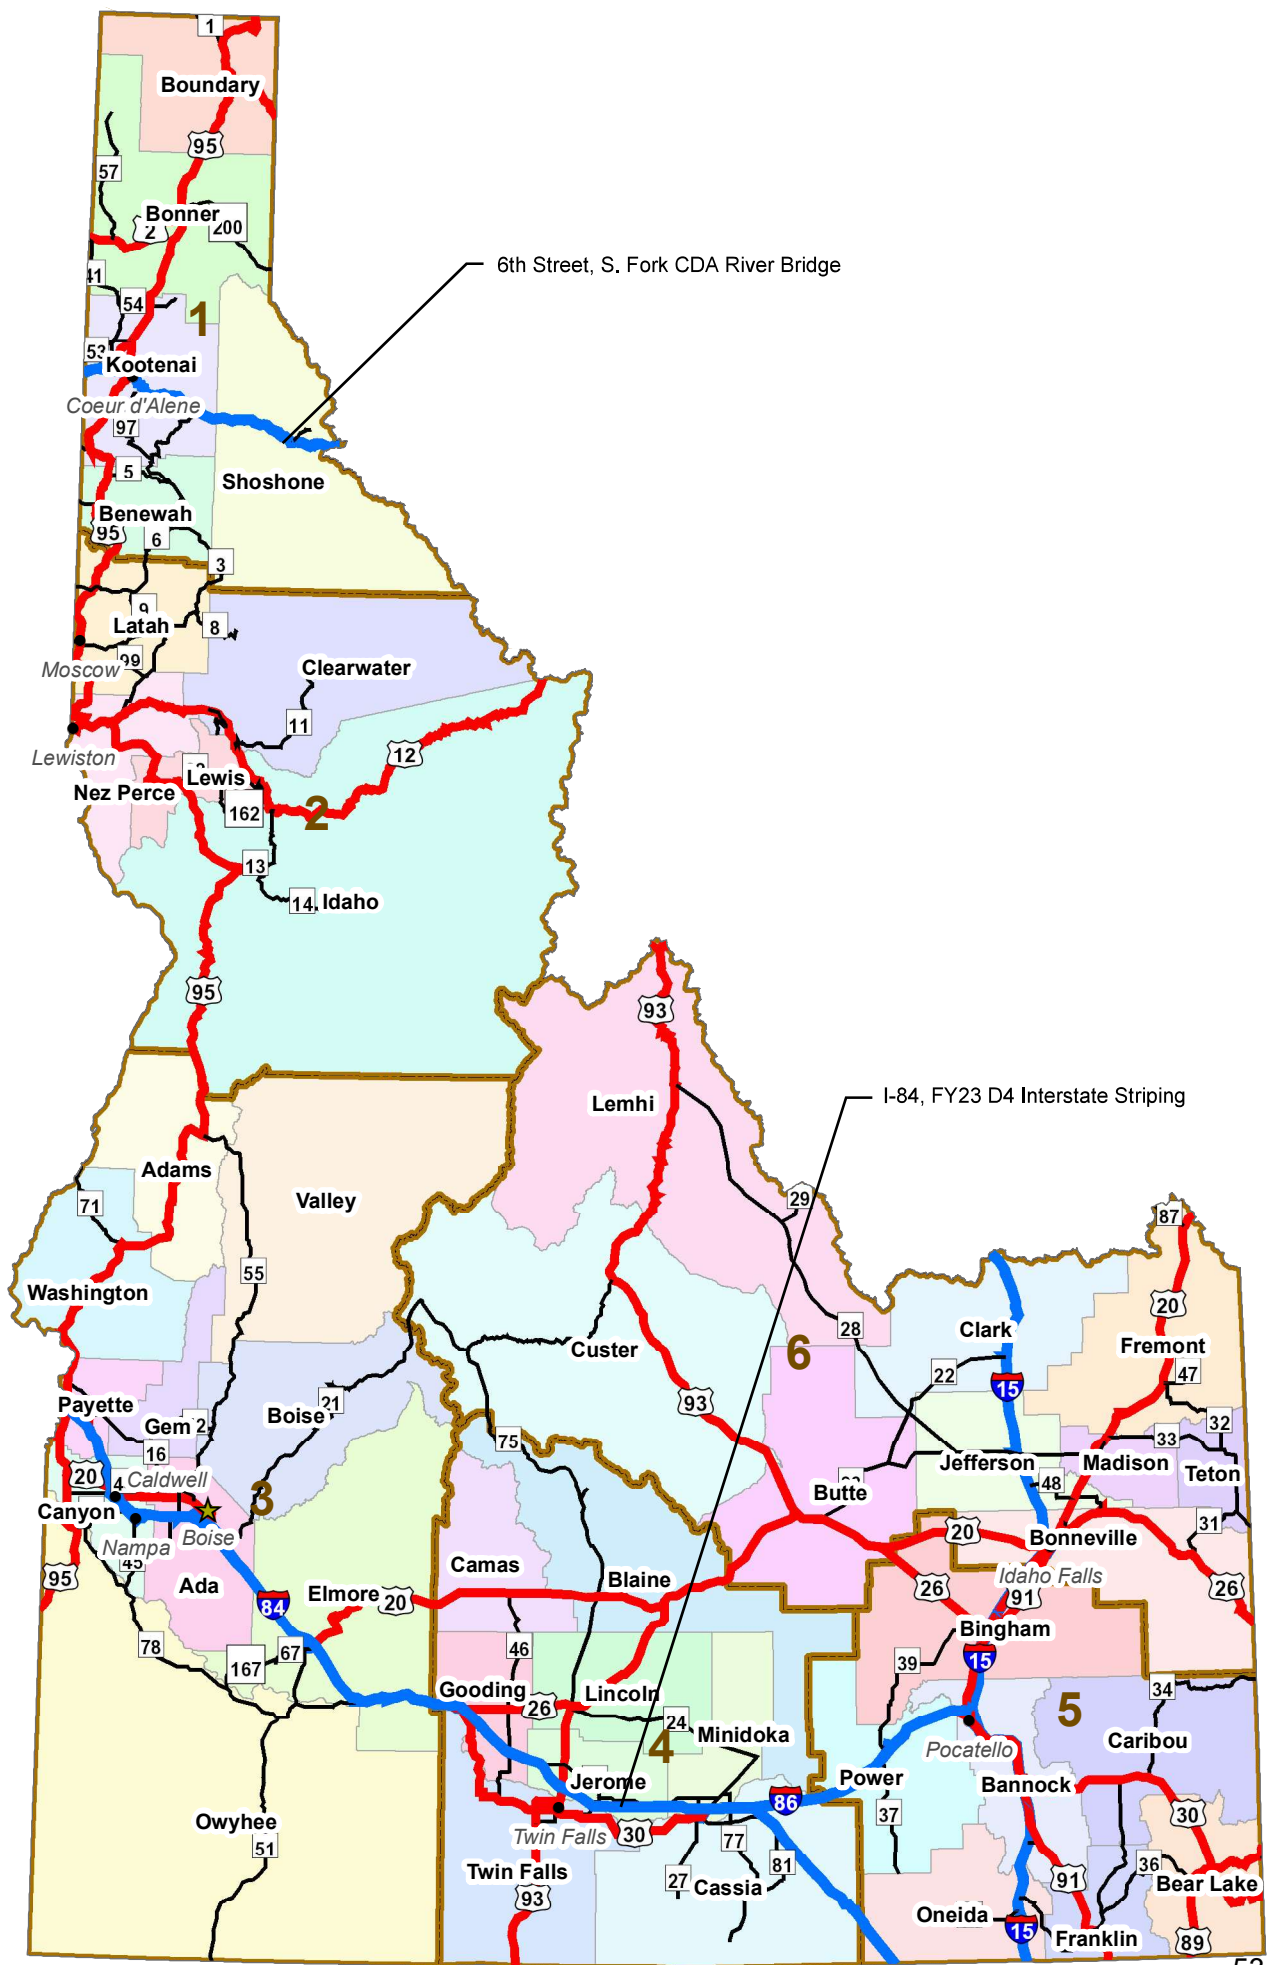 1
Boundary
95
57
Bonner
2
200
6th Street, S. Fork CDA River Bridge
41
54
1
53
Kootenai
Coeur d'Alene
97
5
Shoshone
Benewah
95
6
3
9
Latah
8
99
Moscow
Clearwater
11
12
Lewiston
Lewis
Nez Perce
162
2
13
14
Idaho
95
93
Lemhi
I-84, FY23 D4 Interstate Striping
Adams
71
Valley
29
87
55
Washington
20
28
Clark
Custer
6
Fremont
22
47
15
93
Payette
21
Boise
Gem
32
75
16
33
Jefferson
Madison
Teton
20
4
Caldwell
48
3
Butte
Canyon
31
20
Bonneville
Nampa
Boise
45
Camas
Idaho Falls
95
Ada
Elmore
20
Blaine
26
91
26
84
Bingham
78
67
46
15
167
39
Gooding
26
Lincoln
34
5
24
Minidoka
4
Caribou
Pocatello
Jerome
Power
Bannock
86
37
30
Owyhee
Twin Falls
30
51
77
Twin Falls
81
36
27
Cassia
91
Bear Lake
93
Oneida
15
Franklin
89